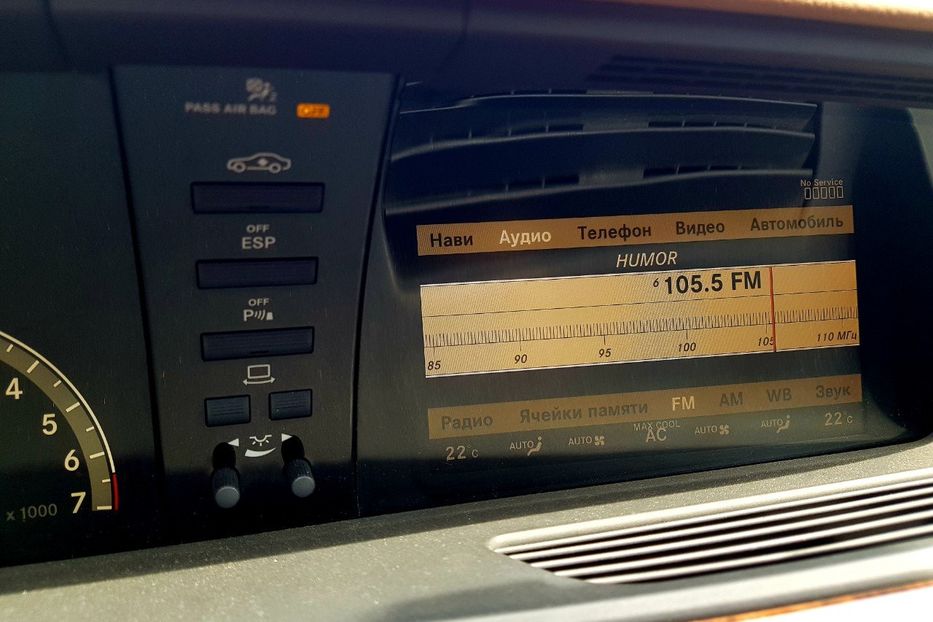 PASS AIR BAG OFF
OFF
ESP
OFF
P
4
5
6
7
x 1000
No Service
Нави Аудио Телефон Видео Автомобиль
HUMOR
6 105.5 FM
85 90 95 100 105 110 МГц
Радио Ячейки памяти FM AM WB Звук
MAX COOL
22 C AUTO AUTO AC AUTO AUTO 22 C